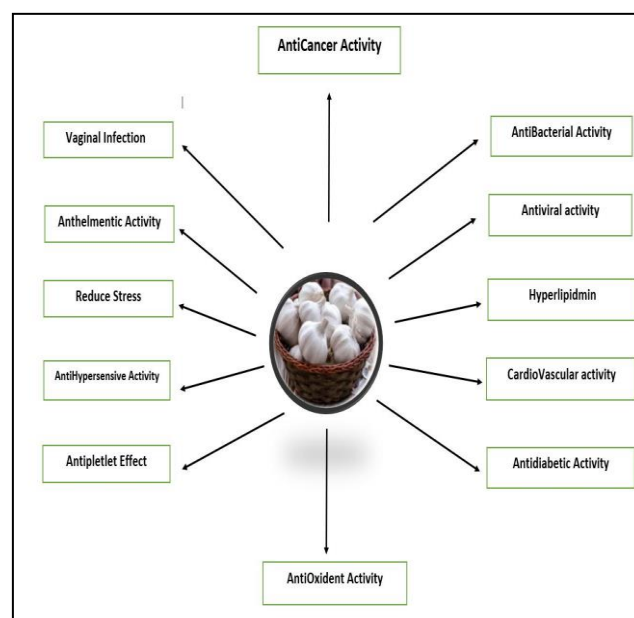 AntiCancer Activity
Vaginal Infection
AntiBacterial Activity
Anthelmentic Activity
Antiviral activity
Reduce Stress
Hyperlipdmin
AntiHypersensive Activity
CardioVascular activity
Antipletlet Effect
Antidiabetic Activity
AntiOxident Activity